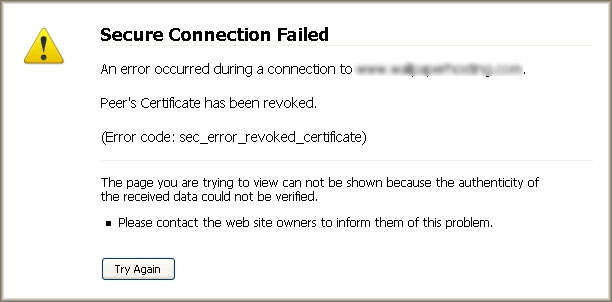 Secure Connection Failed
An error occurred during a connection to .
Peer's Certificate has been revoked.
(Error code: sec_error_revoked_certificate)
The page you are trying to view can not be shown because the authenticity of
the received data could not be verified.
Please contact the web site owners to inform them of this problem.
Try Again